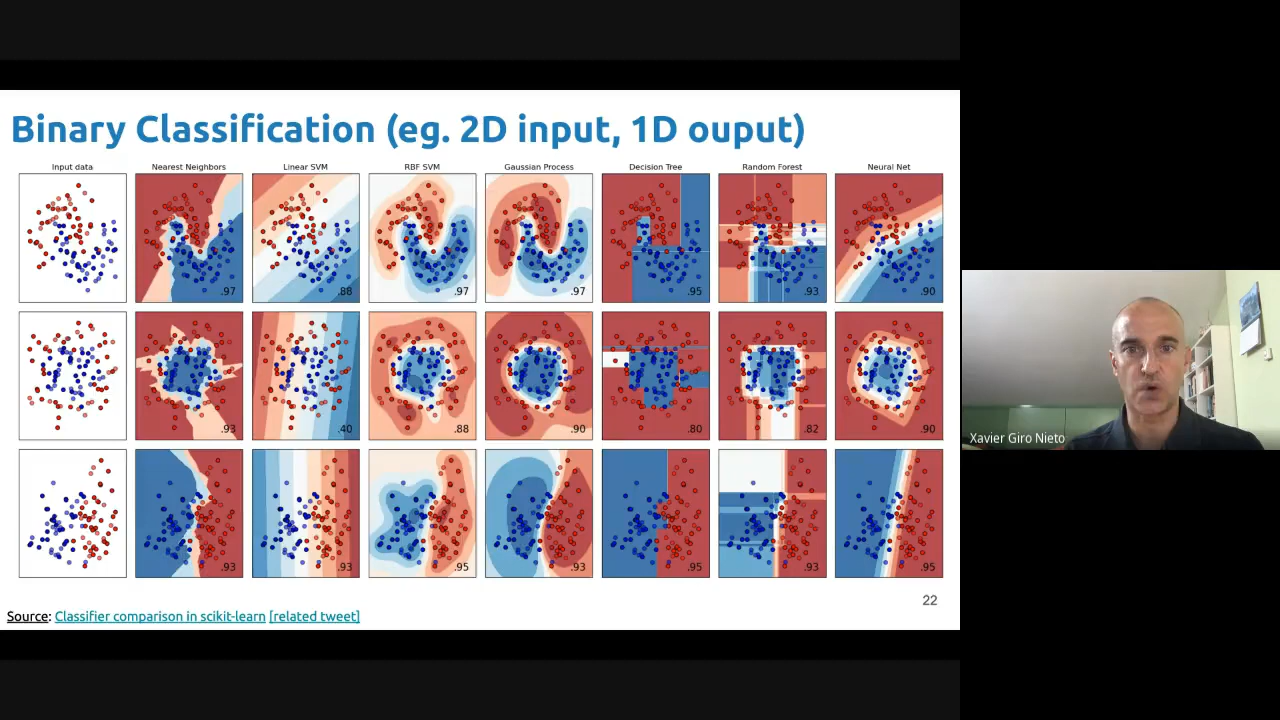 Binary Classification (eg. 2D input, 1D ouput)
Input data Nearest Neighbors Linear SVM RBF SVM Gaussian Process Decision Tree Random Forest Neural Net
.97 .88 .97 .97 .95 .93 .90
.93 .40 .88 .90 .80 .82 .90
.93 .93 .95 .93 .95 .93 .95
Xavier Giro Nieto
22
Source: Classifier comparison in scikit-learn [related tweet]